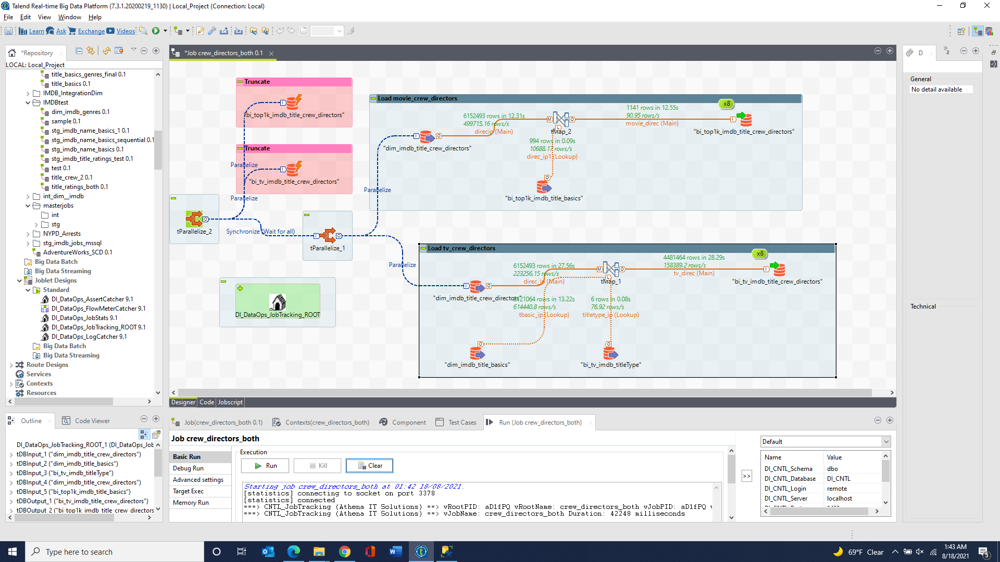 Talend Real-time Big Data Platform (7.3.1.20200219_1130) | Local_Project (Connection: Local)
File Edit View Window Help
Learn Ask Exchange Videos
*Repository
LOCAL: Local_Project
title_basics_genres_final 0.1
title_basics 0.1
IMDB_IntegrationDim
IMDBtest
dim_imdb_genres 0.1
sample 0.1
stg_imdb_name_basics_1 0.1
stg_imdb_name_basics_sequential 0.1
stg_imdb_name_basics 0.1
stg_imdb_title_ratings_test 0.1
test 0.1
title_crew_2 0.1
title_ratings_both 0.1
int_dim__imdb
masterjobs
int
stg
NYPD_Arrests
stg_imdb_jobs_mssql
AdventureWorks_SCD 0.1
Big Data Batch
Big Data Streaming
Joblet Designs
Standard
DI_DataOps_AssertCatcher 9.1
DI_DataOps_FlowMeterCatcher 9.1
DI_DataOps_JobStats 9.1
DI_DataOps_JobTracking_ROOT 9.1
DI_DataOps_LogCatcher 9.1
Big Data Batch
Big Data Streaming
Route Designs
Services
Contexts
Resources
*Job crew_directors_both 0.1
Truncate
"bi_top1k_imdb_title_crew_directors"
Truncate
Parallelize
"bi_tv_imdb_title_crew_directors"
Parallelize
tParallelize_2
Synchronize (Wait for all)
tParallelize_1
Parallelize
Parallelize
DI_DataOps_JobTracking_ROOT
Load movie_crew_directors
x8
6152493 rows in 12.31s
499715.16 rows/s
direcip (Main)
1141 rows in 12.55s
90.95 rows/s
movie_direc (Main)
tMap_2
"bi_top1k_imdb_title_crew_directors"
"dim_imdb_title_crew_directors"
994 rows in 0.09s
10688.17 rows/s
direc_ip1 (Lookup)
"bi_top1k_imdb_title_basics"
Load tv_crew_directors
x8
6152493 rows in 27.56s
223256.15 rows/s
direc_ip (Main)
4481464 rows in 28.29s
158389.2 rows/s
tv_direc (Main)
tMap_1
"bi_tv_imdb_title_crew_directors"
"dim_imdb_title_crew_directors"
8121064 rows in 13.22s
614440.8 rows/s
tbasic_ip (Lookup)
6 rows in 0.08s
76.92 rows/s
titletype_ip (Lookup)
"dim_imdb_title_basics"
"bi_tv_imdb_titleType"
Designer Code Jobscript
D
2
General
No detail available
Technical
Outline Code Viewer
DI_DataOps_JobTracking_ROOT_1 (DI_DataOps_Job
tDBInput_1 ("dim_imdb_title_crew_directors")
tDBInput_2 ("dim_imdb_title_basics")
tDBInput_3 ("bi_tv_imdb_titleType")
tDBInput_4 ("dim_imdb_title_crew_directors")
tDBInput_5 ("bi_top1k_imdb_title_basics")
tDBOutput_1 ("bi_tv_imdb_title_crew_directors")
tDBOutput_2 ("bi_top1k_imdb_title_crew_directors
Job(crew_directors_both 0.1) Contexts(crew_directors_both) Component Test Cases Run (Job crew_directors_both)
Job crew_directors_both
Basic Run
Debug Run
Advanced settings
Target Exec
Memory Run
Execution
Run Kill Clear
Starting job crew_directors_both at 01:42 18/08/2021.
[statistics] connecting to socket on port 3378
[statistics] connected
===> CNTL_JobTracking (Athena IT Solutions) ==> vRootPID: aD1fPQ vRootName: crew_directors_both vJobPID: aD1fPQ v
===> CNTL_JobTracking (Athena IT Solutions) ==> vJobName: crew_directors_both Duration: 42248 milliseconds
>>
Default
Name Value
DI_CNTL_Schema dbo
DI_CNTL_Database DI_CNTL
DI_CNTL_Login remote
DI_CNTL_Server localhost
Type here to search
69°F Clear
1:43 AM
8/18/2021
5